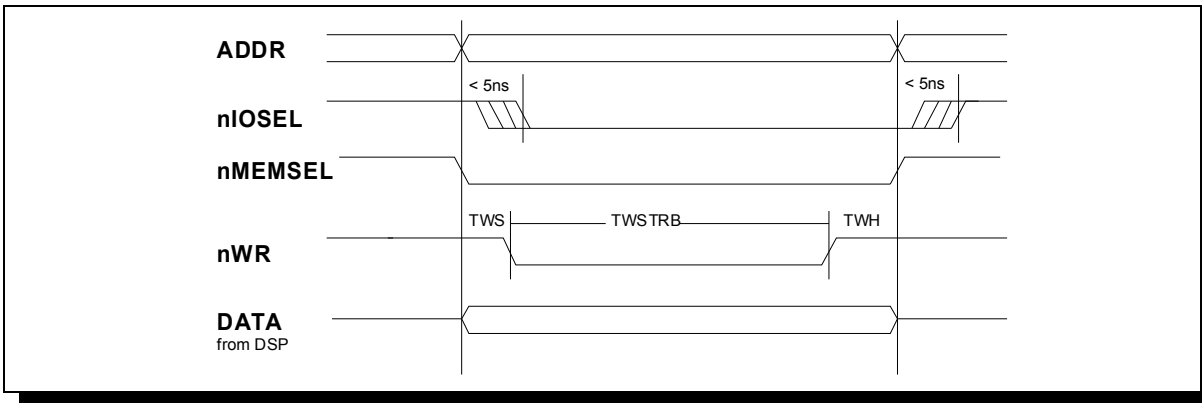 ADDR
< 5ns
< 5ns
nIOSEL
nMEMSEL
TWS TWSTRB TWH
nWR
DATA
from DSP